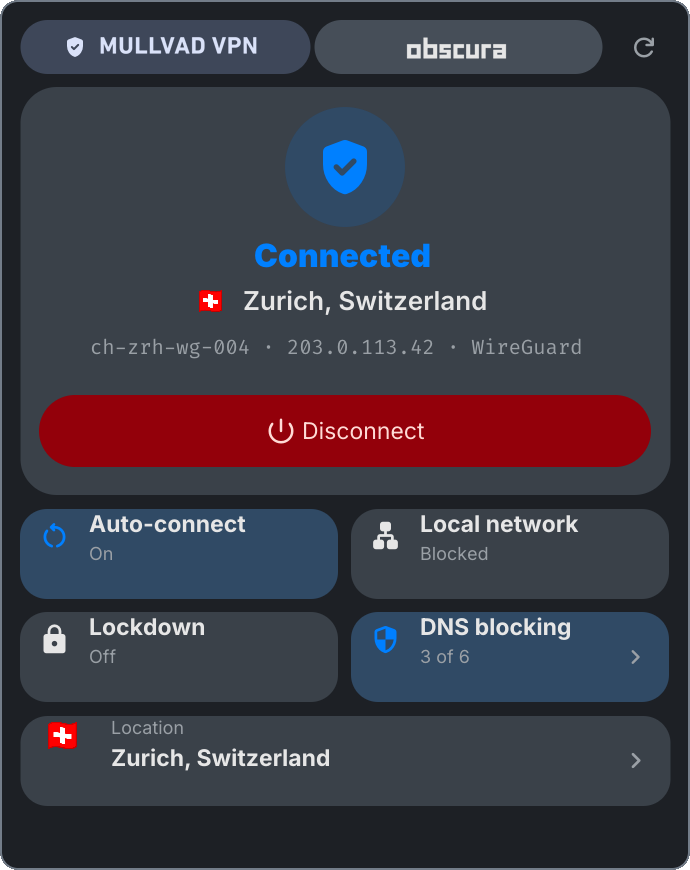 MULLVAD VPN
obscura
Connected
Zurich, Switzerland
ch-zrh-wg-004 · 203.0.113.42 · WireGuard
Disconnect
Auto-connect
On
Local network
Blocked
Lockdown
Off
DNS blocking
3 of 6
Location
Zurich, Switzerland